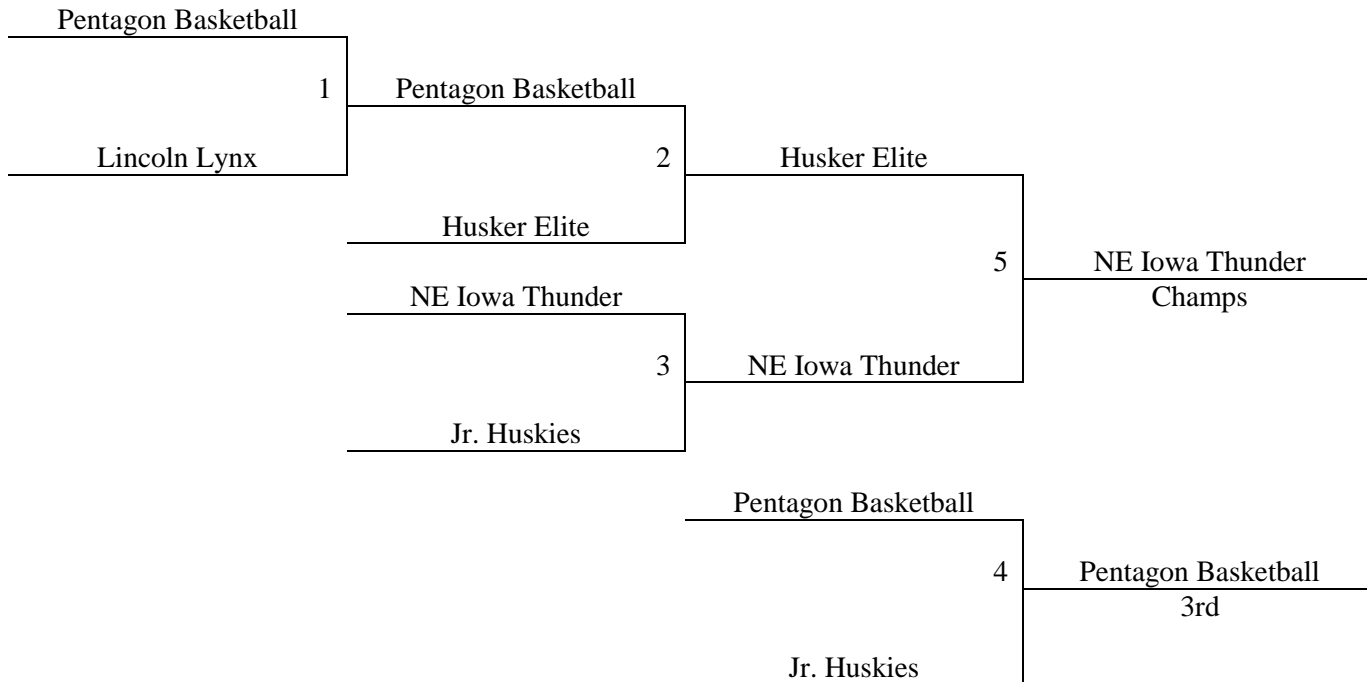 Pentagon Basketball
1
Pentagon Basketball
Lincoln Lynx
2
Husker Elite
Husker Elite
5
NE Iowa Thunder
Champs
NE Iowa Thunder
3
NE Iowa Thunder
Jr. Huskies
Pentagon Basketball
4
Pentagon Basketball
3rd
Jr. Huskies